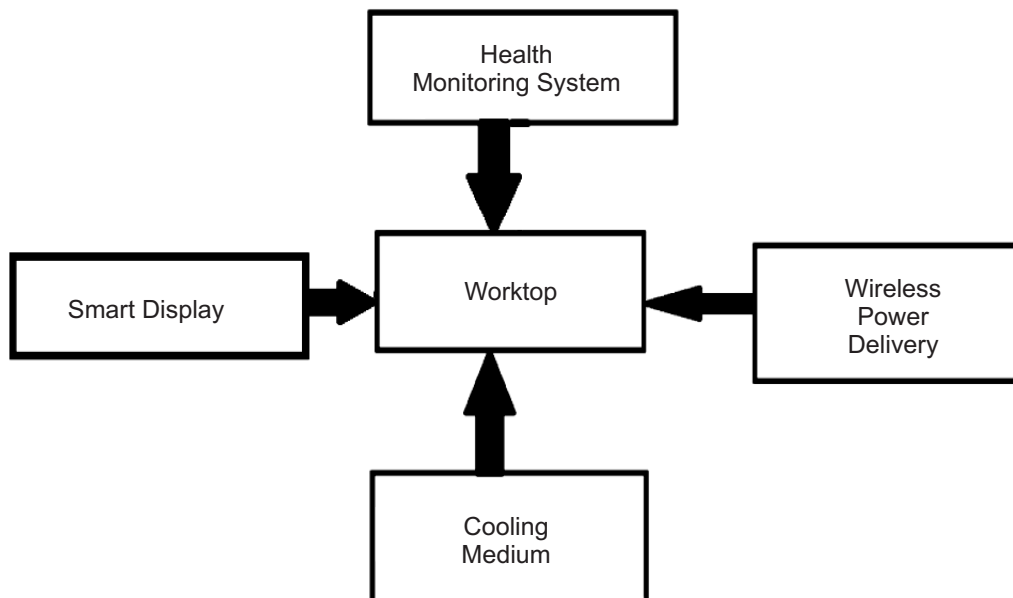 Health
Monitoring System
Smart Display
Worktop
Wireless
Power
Delivery
Cooling
Medium